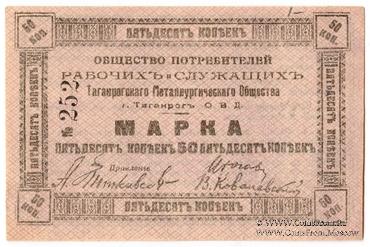 50 коп. ПЯТЬДЕСЯТЪ КОПѢЕКЪ 50 коп.
ОБЩЕСТВО ПОТРЕБИТЕЛЕЙ
РАБОЧИХЪ и СЛУЖАЩИХЪ
Таганрогскаго Металлургическаго Общества
г. Таганрогъ О. В. Д.
№ 252
МАРКА
ПЯТЬДЕСЯТЪ КОПѢЕКЪ 50 ПЯТЬДЕСЯТЪ КОПѢЕКЪ
Правленіе
В. Ковалевскій
ПЯТЬДЕСЯТЪ КОПѢЕКЪ
ПЯТЬДЕСЯТЪ КОПѢЕКЪ
50 коп. ПЯТЬДЕСЯТЪ КОПѢЕКЪ 50 коп.